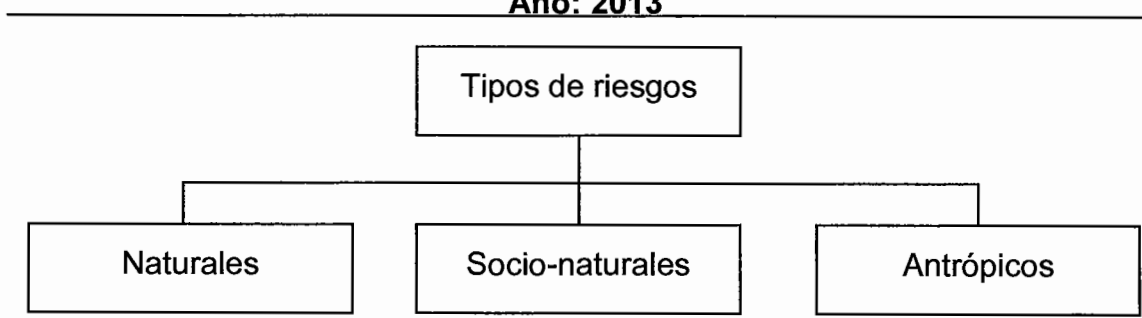 Año: 2013
Tipos de riesgos
Naturales
Socio-naturales
Antrópicos